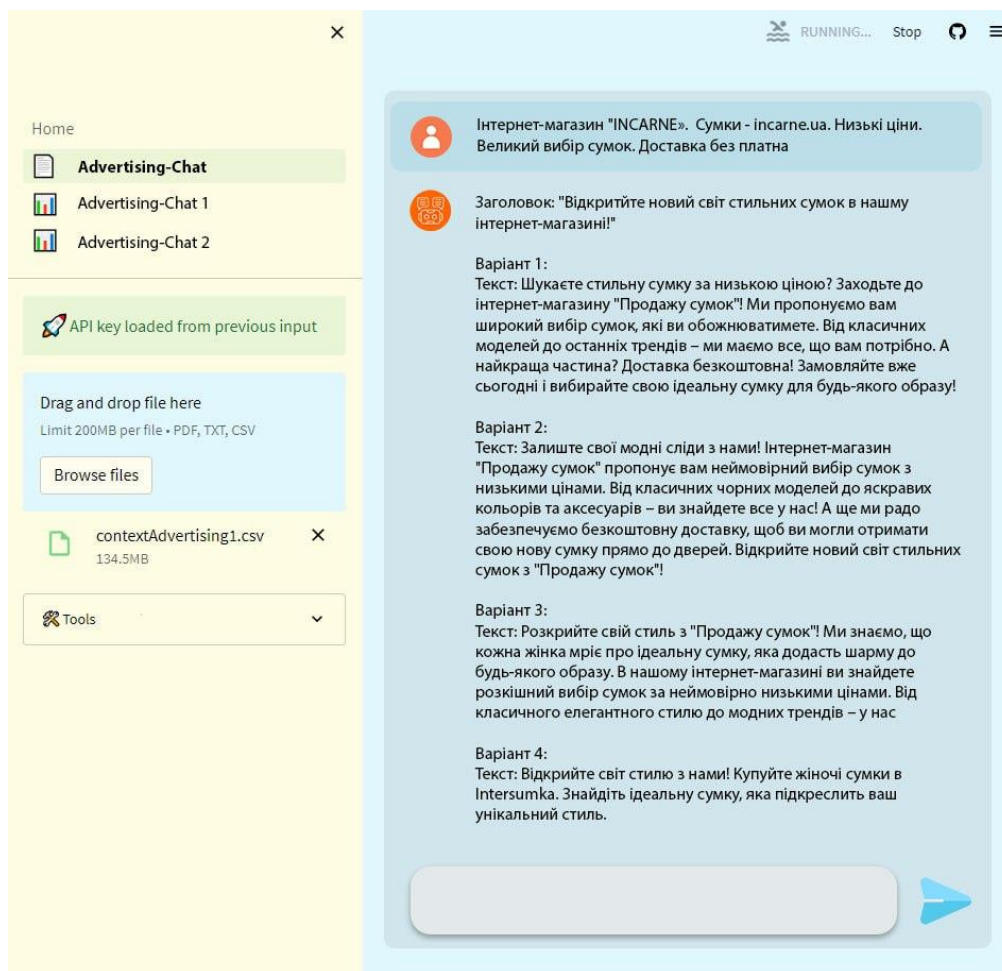 RUNNING...
Stop
Home
Advertising-Chat
Advertising-Chat 1
Advertising-Chat 2
API key loaded from previous input
Drag and drop file here
Limit 200MB per file • PDF, TXT, CSV
Browse files
contextAdvertising1.csv
134.5MB
Tools
Інтернет-магазин "INCARNE».  Сумки - incarne.ua. Низькі ціни.
Великий вибір сумок. Доставка без платна
Заголовок: "Відкритйте новий світ стильних сумок в нашму
інтернет-магазині!"
Варіант 1:
Текст: Шукаєте стильну сумку за низькою ціною? Заходьте до
інтернет-магазину "Продажу сумок"! Ми пропонуємо вам
широкий вибір сумок, які ви обожнюватимете. Від класичних
моделей до останніх трендів – ми маємо все, що вам потрібно. А
найкраща частина? Доставка безкоштовна! Замовляйте вже
сьогодні і вибирайте свою ідеальну сумку для будь-якого образу!
Варіант 2:
Текст: Залиште свої модні сліди з нами! Інтернет-магазин
"Продажу сумок" пропонує вам неймовірний вибір сумок з
низькими цінами. Від класичних чорних моделей до яскравих
кольорів та аксесуарів – ви знайдете все у нас! А ще ми радо
забезпечуємо безкоштовну доставку, щоб ви могли отримати
свою нову сумку прямо до дверей. Відкрийте новий світ стильних
сумок з "Продажу сумок"!
Варіант 3:
Текст: Розкрийте свій стиль з "Продажу сумок"! Ми знаємо, що
кожна жінка мріє про ідеальну сумку, яка додасть шарму до
будь-якого образу. В нашому інтернет-магазині ви знайдете
розкішний вибір сумок за неймовірно низькими цінами. Від
класичного елегантного стилю до модних трендів – у нас
Варіант 4:
Текст: Відкрийте світ стилю з нами! Купуйте жіночі сумки в
Intersumka. Знайдіть ідеальну сумку, яка підкреслить ваш
унікальний стиль.